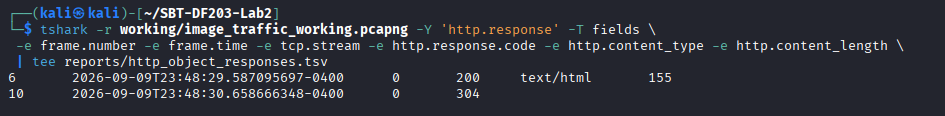 ┌──(kali㉿kali)-[~/SBT-DF203-Lab2]
└─$ tshark -r working/image_traffic_working.pcapng -Y 'http.response' -T fields \
-e frame.number -e frame.time -e tcp.stream -e http.response.code -e http.content_type -e http.content_length \
| tee reports/http_object_responses.tsv
6 2026-09-09T23:48:29.587095697-0400 0 200 text/html 155
10 2026-09-09T23:48:30.658666348-0400 0 304